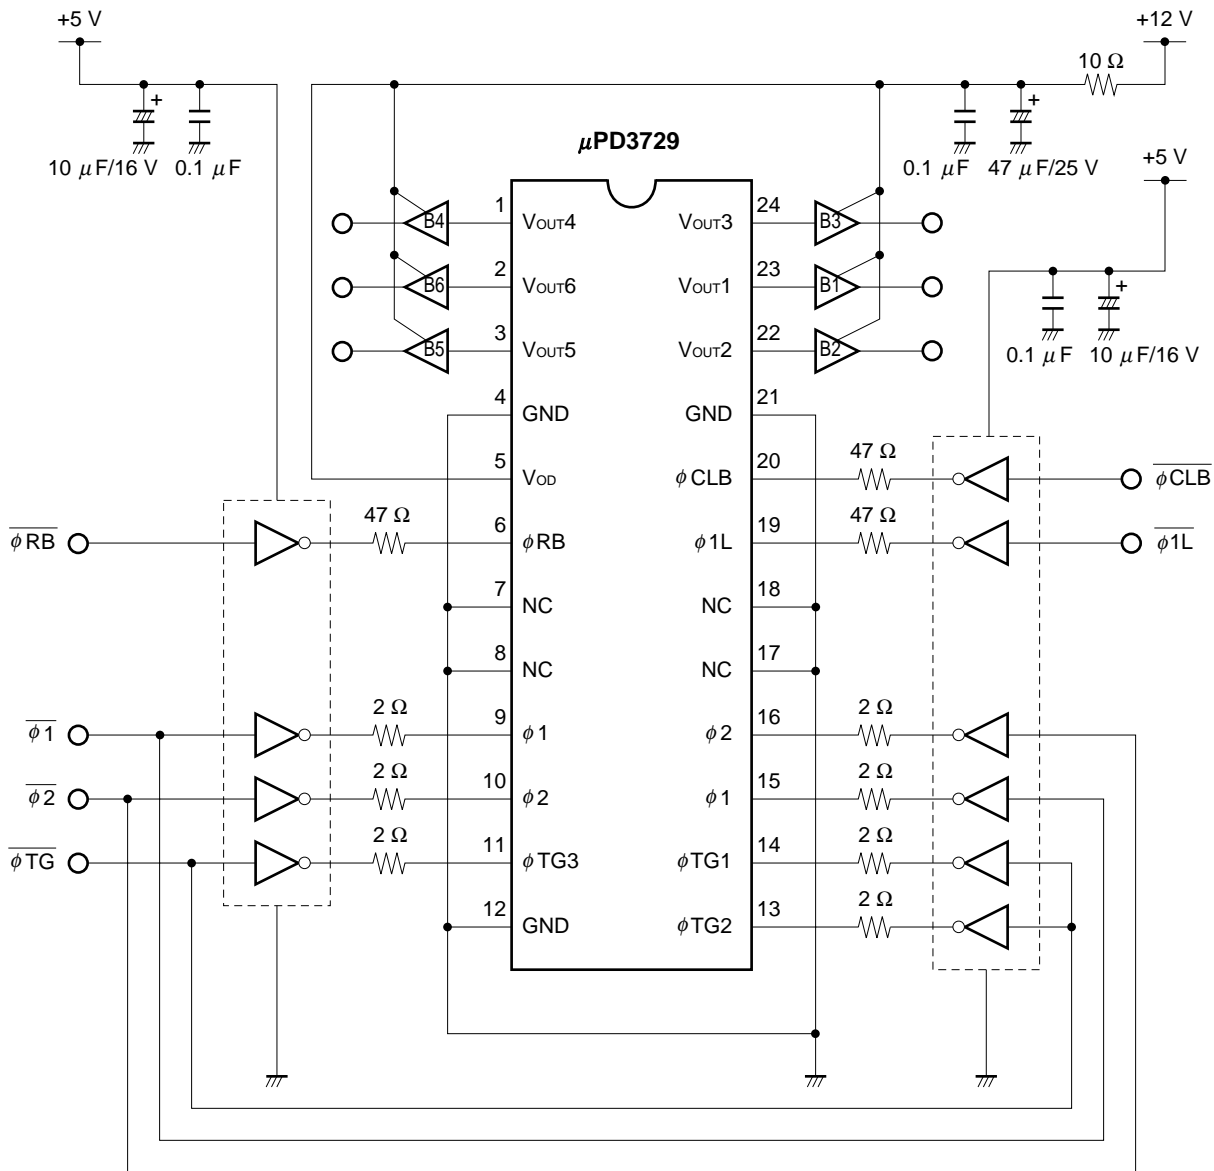 +5 V
+12 V
10 Ω
10 μF/16 V
0.1 μF
μPD3729
0.1 μF
47 μF/25 V
+5 V
0.1 μF
10 μF/16 V
B4
1
VOUT4
VOUT3
24
B3
B6
2
VOUT6
VOUT1
23
B1
B5
3
VOUT5
VOUT2
22
B2
4
GND
GND
21
5
VOD
φCLB
20
47 Ω
φCLB
φRB
47 Ω
6
φRB
φ1L
19
47 Ω
φ1L
7
NC
NC
18
8
NC
NC
17
φ1
2 Ω
9
φ1
φ2
16
2 Ω
φ2
2 Ω
10
φ2
φ1
15
2 Ω
φTG
2 Ω
11
φTG3
φTG1
14
2 Ω
12
GND
φTG2
13
2 Ω